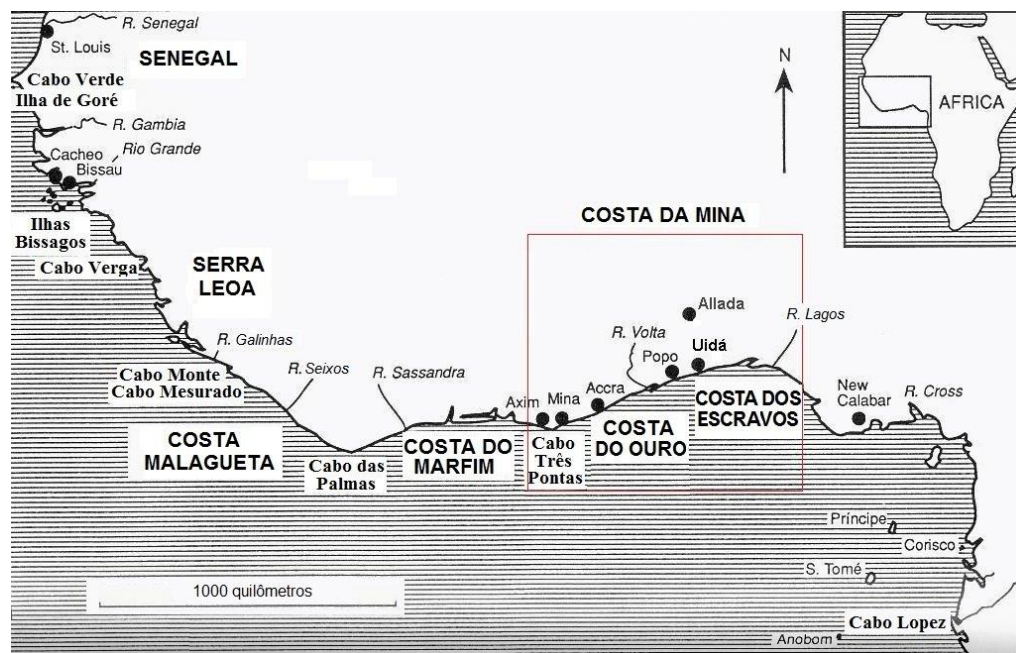 R. Senegal
St. Louis
SENEGAL
Cabo Verde
Ilha de Goré
R. Gambia
Rio Grande
Cacheo
Bissau
Ilhas
Bissagos
Cabo Verga
SERRA
LEOA
R. Galinhas
Cabo Monte
Cabo Mesurado
R. Seixos
R. Sassandra
COSTA
MALAGUETA
Cabo das
Palmas
COSTA DO
MARFIM
COSTA DA MINA
Axim
Mina
Accra
R. Volta
Popo
Uidá
Allada
R. Lagos
Cabo
Três
Pontas
COSTA
DO OURO
COSTA DOS
ESCRAVOS
New
Calabar
R. Cross
N
AFRICA
Príncipe
Corisco
S. Tomé
Cabo Lopez
Anobom
1000 quilômetros